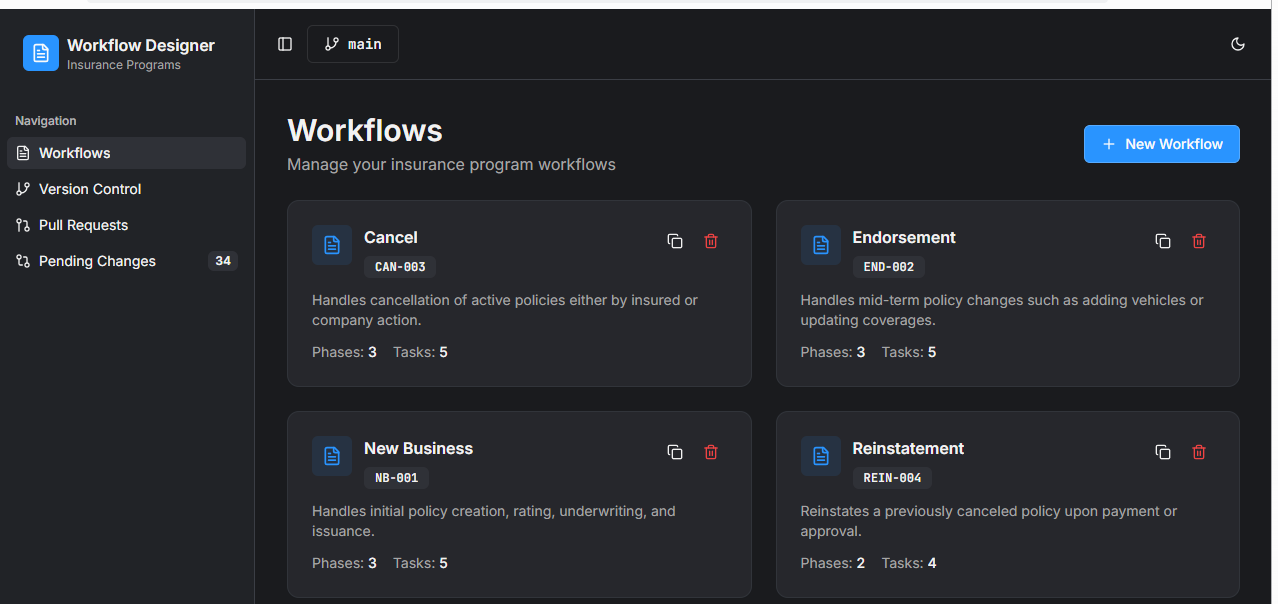 Workflow Designer
Insurance Programs
main
Navigation
Workflows
Version Control
Pull Requests
Pending Changes 34
Workflows
Manage your insurance program workflows
New Workflow
Cancel
CAN-003
Handles cancellation of active policies either by insured or
company action.
Phases: 3 Tasks: 5
Endorsement
END-002
Handles mid-term policy changes such as adding vehicles or
updating coverages.
Phases: 3 Tasks: 5
New Business
NB-001
Handles initial policy creation, rating, underwriting, and
issuance.
Phases: 3 Tasks: 5
Reinstatement
REIN-004
Reinstates a previously canceled policy upon payment or
approval.
Phases: 2 Tasks: 4